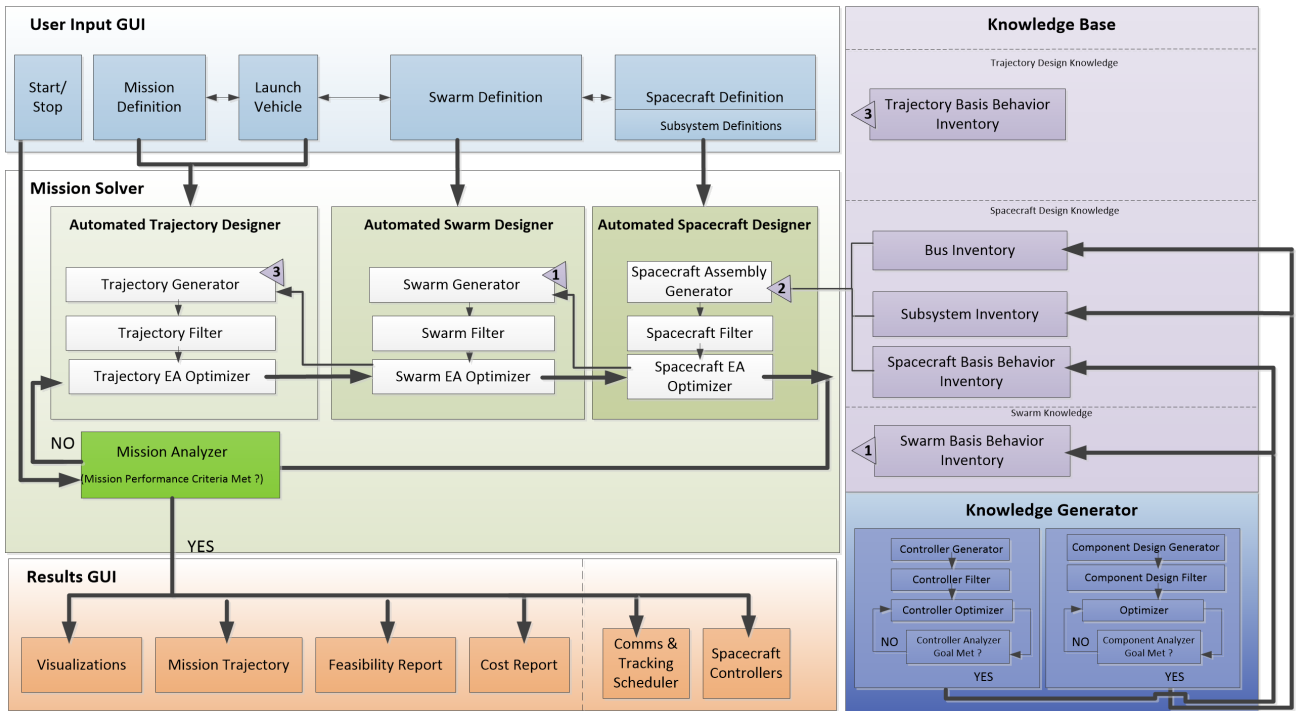 User Input GUI
Start/
Stop
Mission
Definition
Launch
Vehicle
Swarm Definition
Spacecraft Definition
Subsystem Definitions
Mission Solver
Automated Trajectory Designer
3
Trajectory Generator
Trajectory Filter
Trajectory EA Optimizer
Automated Swarm Designer
1
Swarm Generator
Swarm Filter
Swarm EA Optimizer
Automated Spacecraft Designer
Spacecraft Assembly
Generator
2
Spacecraft Filter
Spacecraft EA
Optimizer
NO
Mission Analyzer
(Mission Performance Criteria Met ?)
YES
Results GUI
Visualizations
Mission Trajectory
Feasibility Report
Cost Report
Comms &
Tracking
Scheduler
Spacecraft
Controllers
Knowledge Base
Trajectory Design Knowledge
3
Trajectory Basis Behavior
Inventory
Spacecraft Design Knowledge
Bus Inventory
Subsystem Inventory
Spacecraft Basis Behavior
Inventory
Swarm Knowledge
1
Swarm Basis Behavior
Inventory
Knowledge Generator
Controller Generator
Controller Filter
Controller Optimizer
NO
Controller Analyzer
Goal Met ?
YES
Component Design Generator
Component Design Filter
Optimizer
NO
Component Analyzer
Goal Met ?
YES